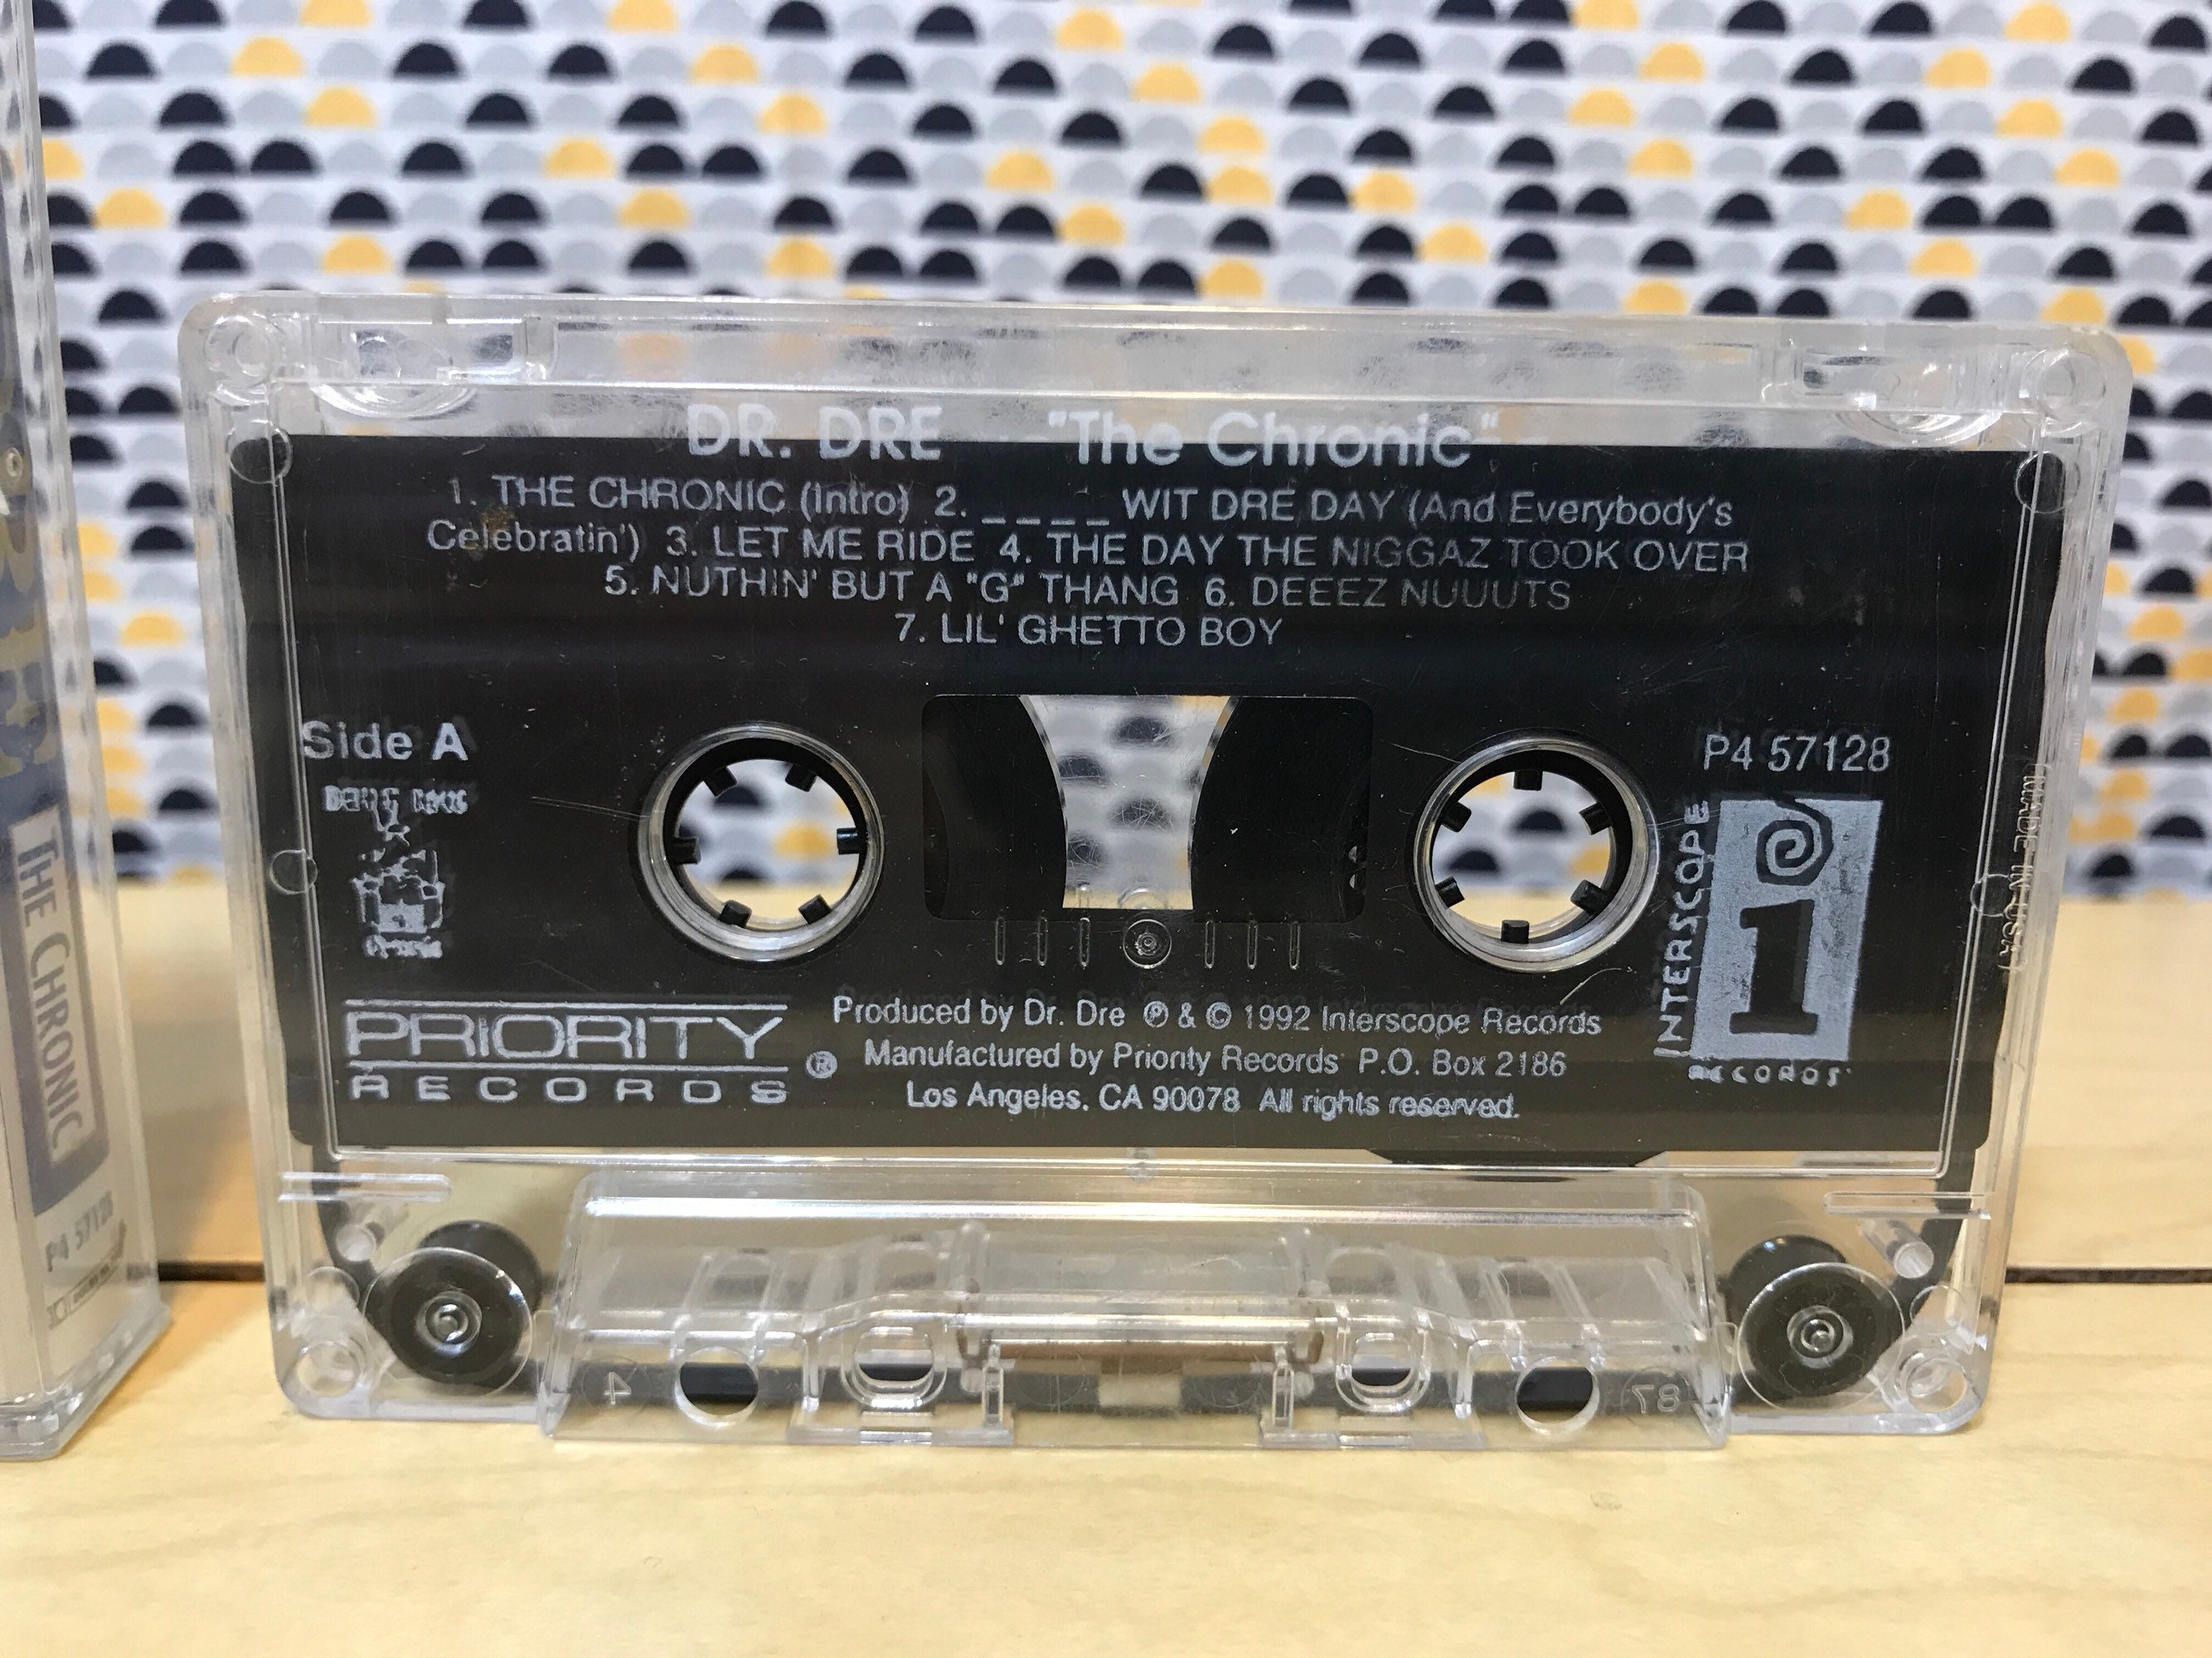 DR. DRE "The Chronic"
1. THE CHRONIC (Intro) 2. _ _ _ _ WIT DRE DAY (And Everybody's
Celebratin') 3. LET ME RIDE 4. THE DAY THE NIGGAZ TOOK OVER
5. NUTHIN' BUT A "G" THANG 6. DEEEZ NUUUTS
7. LIL' GHETTO BOY
Side A
P4 57128
INTERSCOPE
i
RECORDS
PRIORITY
RECORDS ®
Produced by Dr. Dre ℗ & © 1992 Interscope Records
Manufactured by Priority Records P.O. Box 2186
Los Angeles, CA 90078 All rights reserved.
(MADE IN USA)
4
87
THE CHRONIC
P4 57128